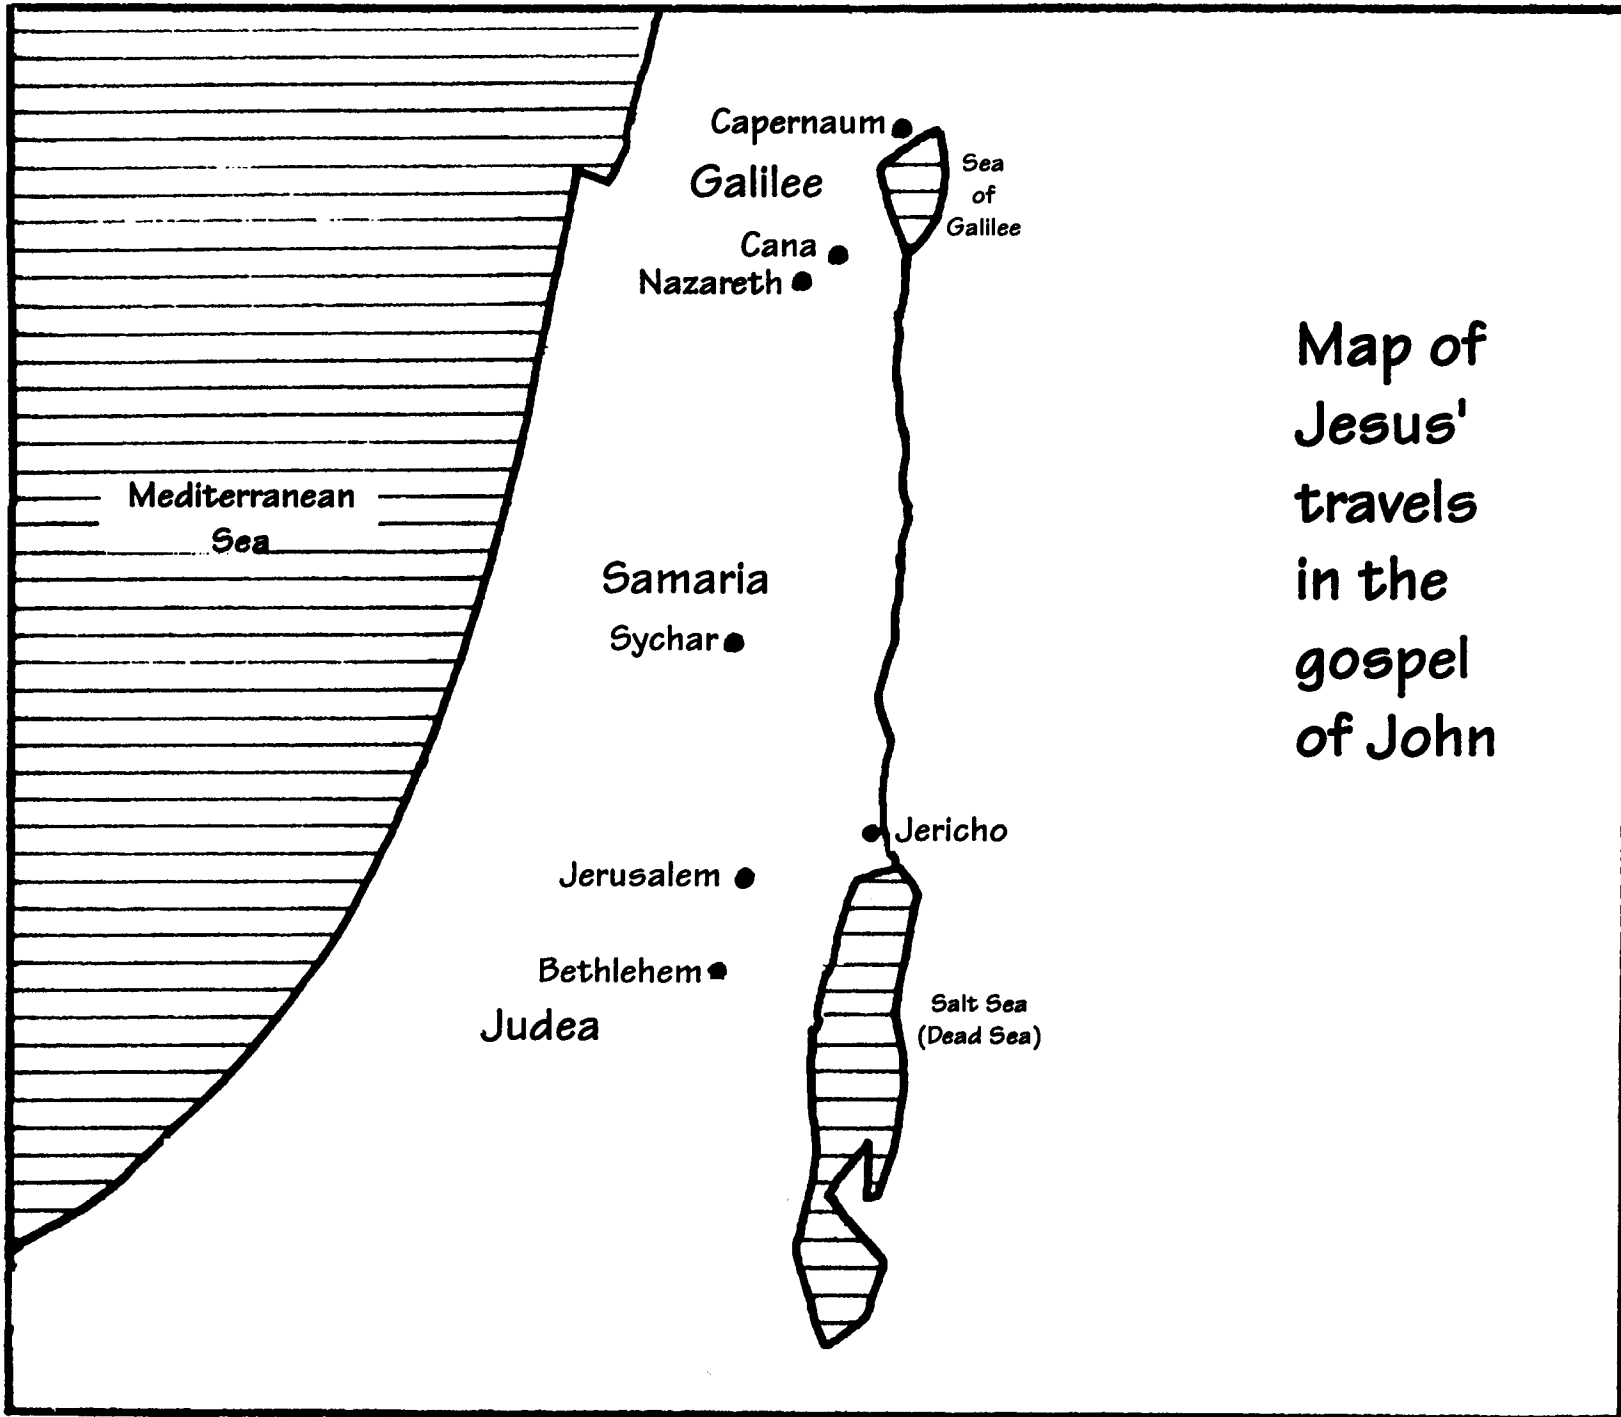 Capernaum
Galilee
Sea
of
Galilee
Cana
Nazareth
Map of
Jesus'
travels
in the
gospel
of John
Mediterranean
Sea
Samaria
Sychar
Jericho
Jerusalem
Bethlehem
Judea
Salt Sea
(Dead Sea)